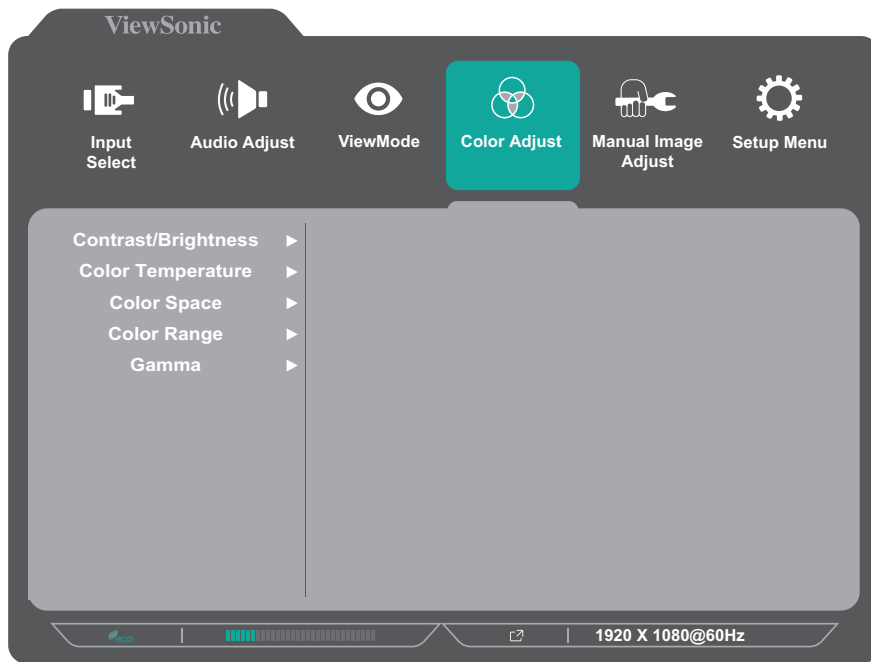 ViewSonic
Input
Select
Audio Adjust
ViewMode
Color Adjust
Manual Image
Adjust
Setup Menu
Contrast/Brightness
Color Temperature
Color Space
Color Range
Gamma
eco
1920 X 1080@60Hz